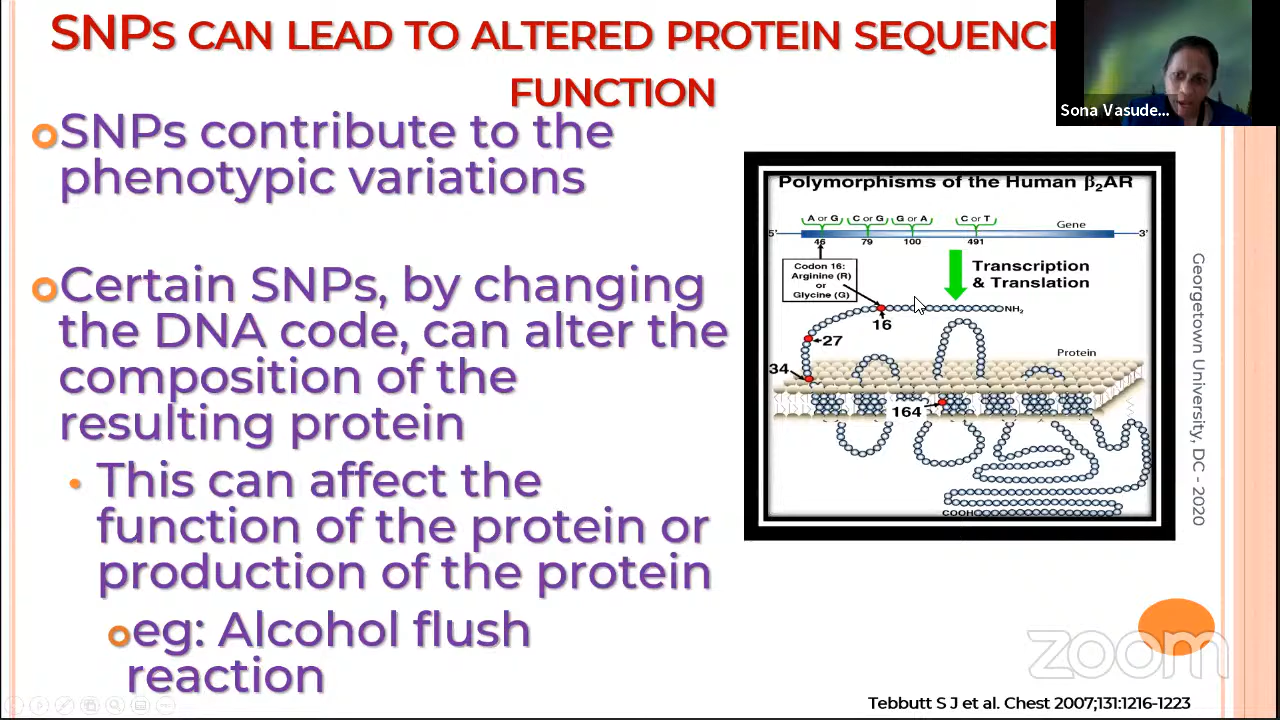 SNPS CAN LEAD TO ALTERED PROTEIN SEQUENC
FUNCTION
Sona Vasude...
SNPs contribute to the
phenotypic variations
Certain SNPs, by changing
the DNA code, can alter the
composition of the
resulting protein
This can affect the
function of the protein or
production of the protein
eg: Alcohol flush
reaction
Polymorphisms of the Human β₂AR
A or G C or G G or A C or T
Gene
5' 3'
46 79 100 491
Codon 16:
Arginine (R)
or
Glycine (G)
Transcription
& Translation
NH₂
16
27
Protein
34
164
COOH
Georgetown University, DC - 2020
zoom
Tebbutt S J et al. Chest 2007;131:1216-1223